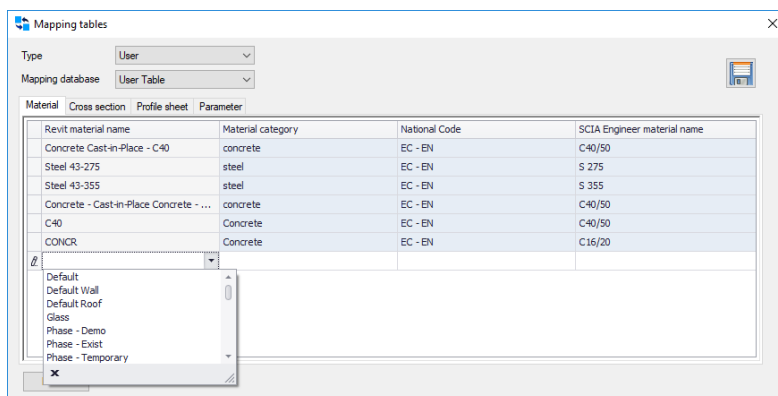 Mapping tables
Type User
Mapping database User Table
Material Cross section Profile sheet Parameter
Revit material name Material category National Code SCIA Engineer material name
Concrete Cast-in-Place - C40 concrete EC - EN C40/50
Steel 43-275 steel EC - EN S 275
Steel 43-355 steel EC - EN S 355
Concrete - Cast-in-Place Concrete - ... concrete EC - EN C40/50
C40 Concrete EC - EN C40/50
CONCR Concrete EC - EN C16/20
Default
Default Wall
Default Roof
Glass
Phase - Demo
Phase - Exist
Phase - Temporary